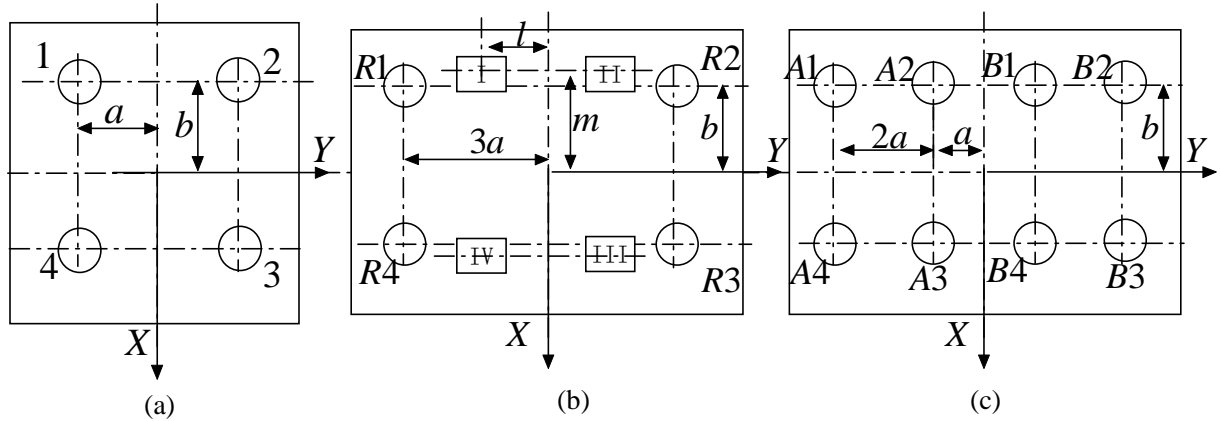 1
2
a
b
Y
4
3
X
(a)
l
R1
I
II
R2
m
b
3a
Y
R4
IV
III
R3
X
(b)
A1
A2
B1
B2
2a
a
b
Y
A4
A3
B4
B3
X
(c)